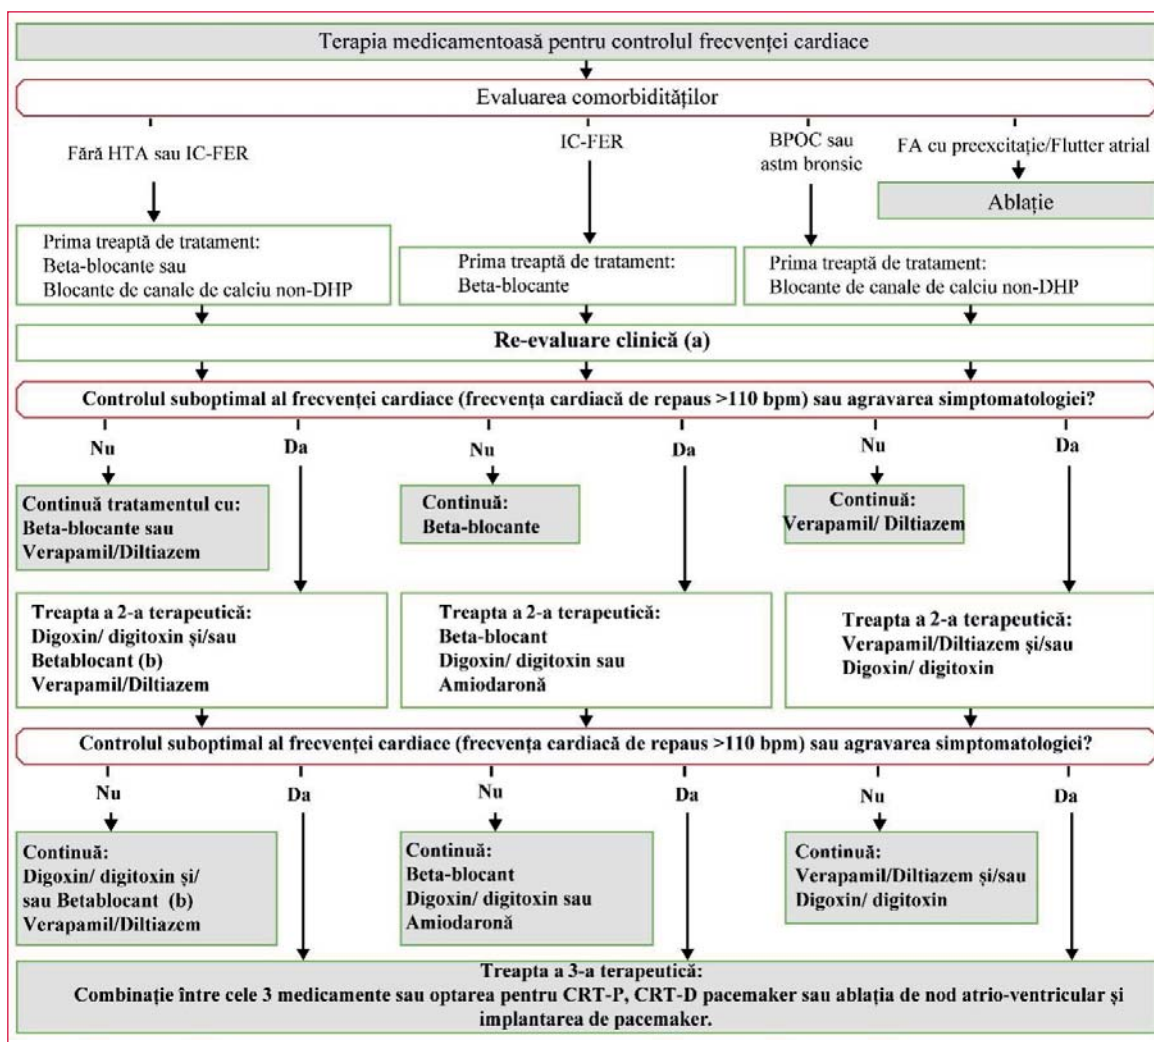 Terapia medicamentoasă pentru controlul frecvenței cardiace
Evaluarea comorbidităților
Fără HTA sau IC-FER
IC-FER
BPOC sau
astm bronsic
FA cu preexcitație/Flutter atrial
Ablație
Prima treaptă de tratament:
Beta-blocante sau
Blocante de canale de calciu non-DHP
Prima treaptă de tratament:
Beta-blocante
Prima treaptă de tratament:
Blocante de canale de calciu non-DHP
Re-evaluare clinică (a)
Controlul suboptimal al frecvenței cardiace (frecvența cardiacă de repaus >110 bpm) sau agravarea simptomatologiei?
Nu
Da
Nu
Da
Nu
Da
Continuă tratamentul cu:
Beta-blocante sau
Verapamil/Diltiazem
Continuă:
Beta-blocante
Continuă:
Verapamil/ Diltiazem
Treapta a 2-a terapeutică:
Digoxin/ digitoxin și/sau
Betablocant (b)
Verapamil/Diltiazem
Treapta a 2-a terapeutică:
Beta-blocant
Digoxin/ digitoxin sau
Amiodaronă
Treapta a 2-a terapeutică:
Verapamil/Diltiazem și/sau
Digoxin/ digitoxin
Controlul suboptimal al frecvenței cardiace (frecvența cardiacă de repaus >110 bpm) sau agravarea simptomatologiei?
Nu
Da
Nu
Da
Nu
Da
Continuă:
Digoxin/ digitoxin și/
sau Betablocant (b)
Verapamil/Diltiazem
Continuă:
Beta-blocant
Digoxin/ digitoxin sau
Amiodaronă
Continuă:
Verapamil/Diltiazem și/sau
Digoxin/ digitoxin
Treapta a 3-a terapeutică:
Combinație între cele 3 medicamente sau optarea pentru CRT-P, CRT-D pacemaker sau ablația de nod atrio-ventricular și
implantarea de pacemaker.